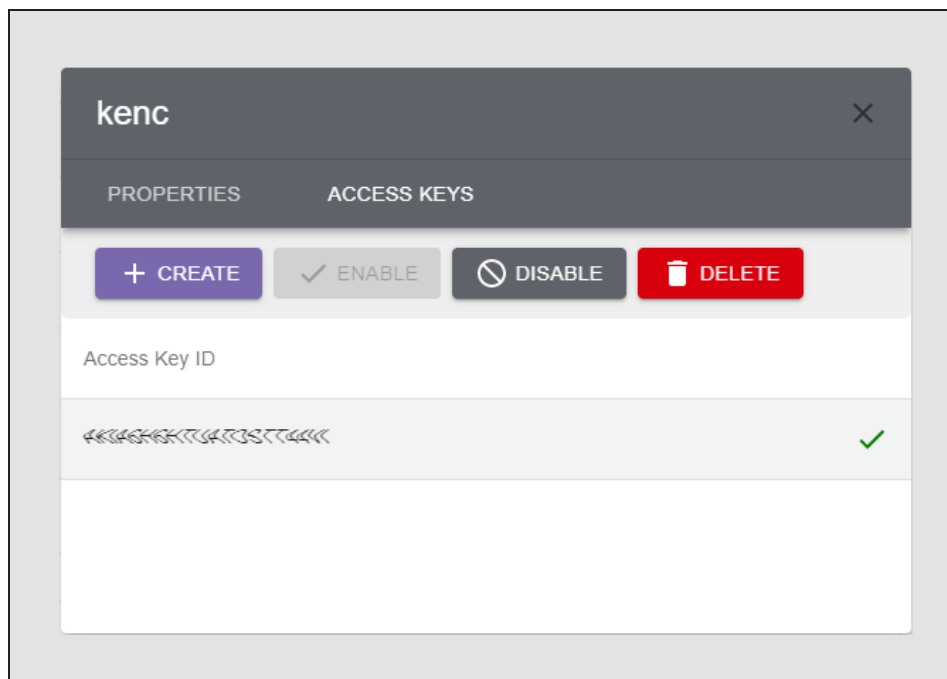 kenc
PROPERTIES ACCESS KEYS
CREATE ENABLE DISABLE DELETE
Access Key ID